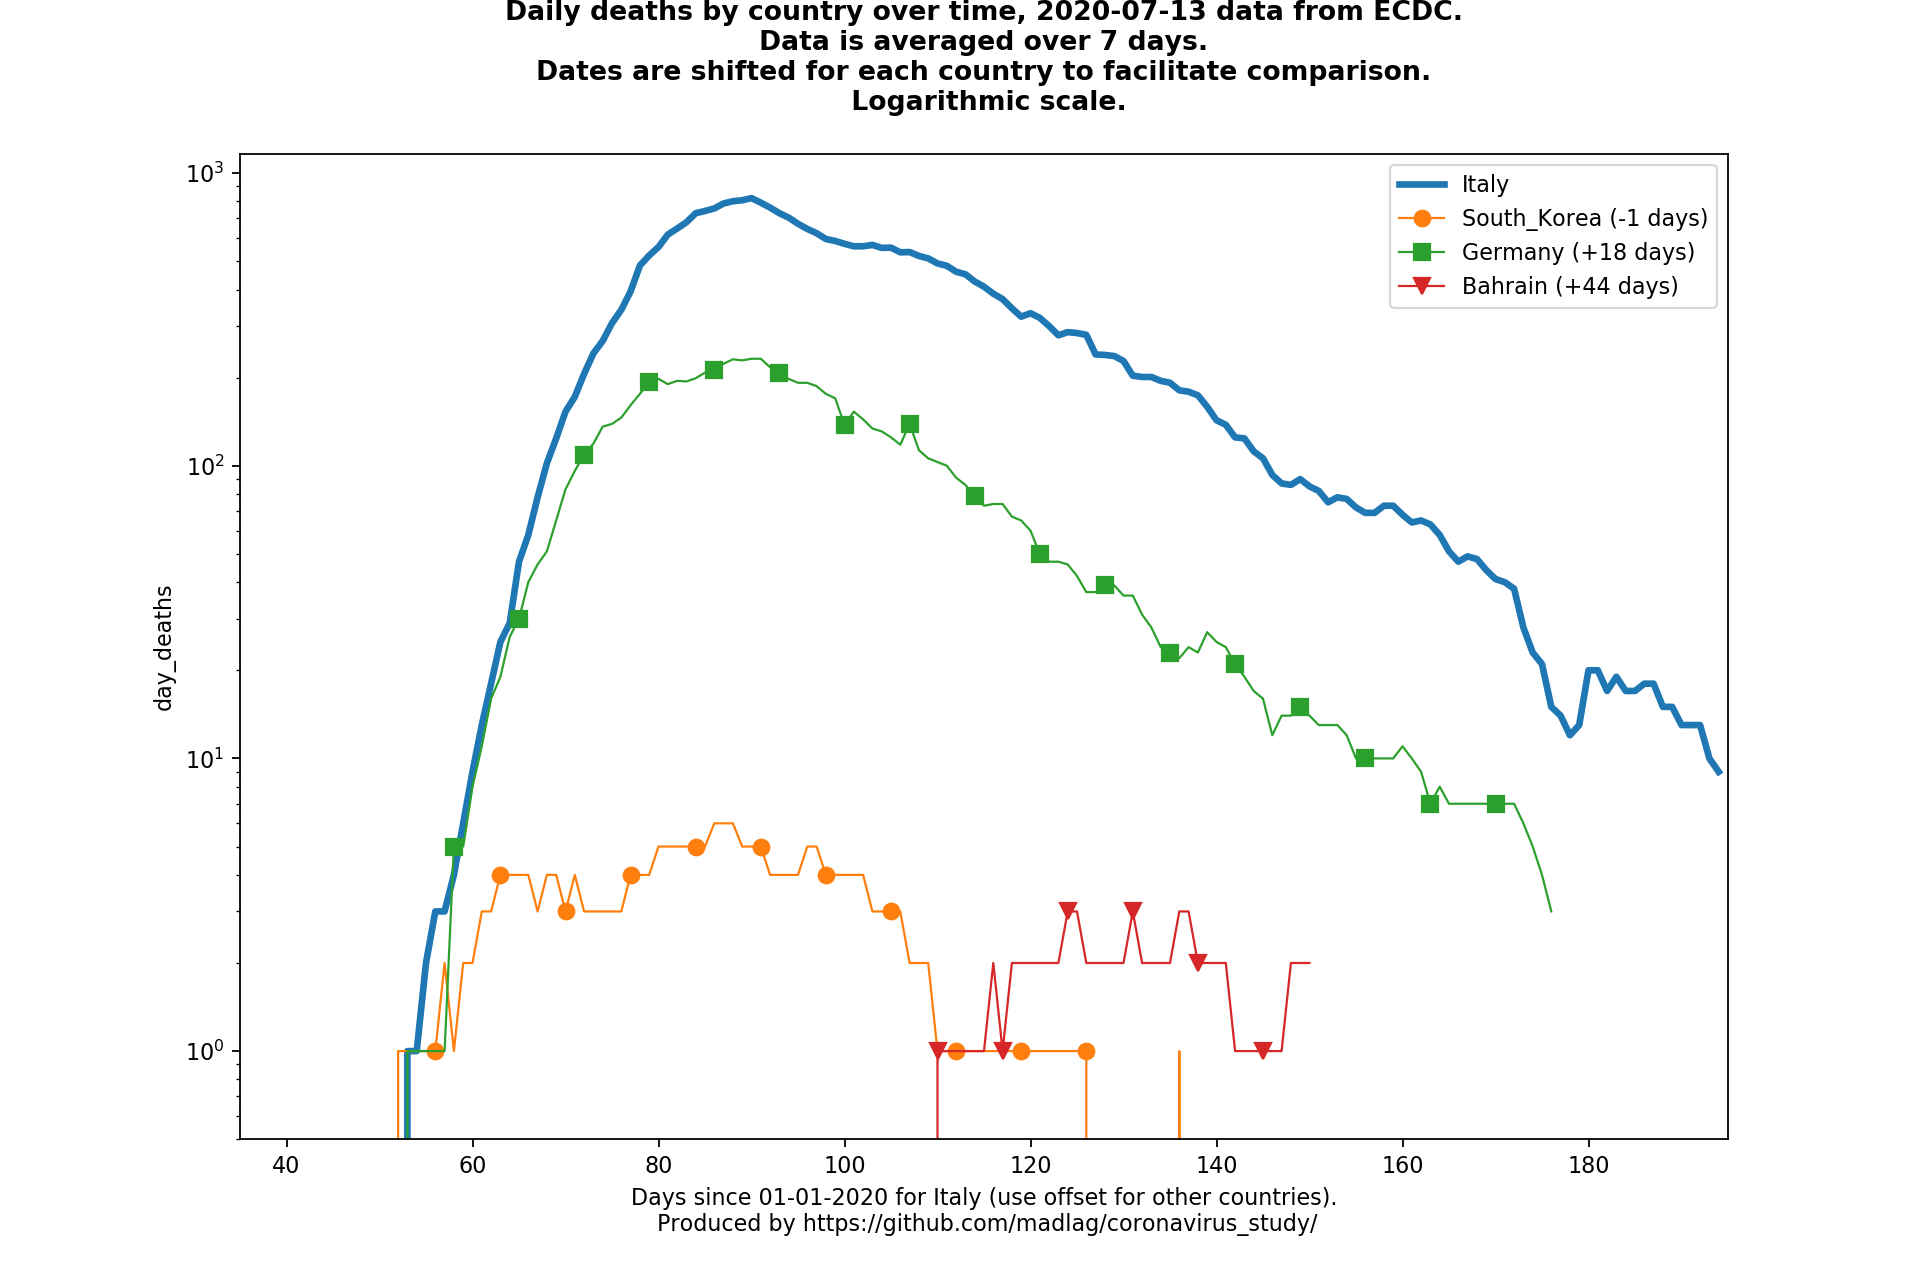 Daily deaths by country over time, 2020-07-13 data from ECDC.
Data is averaged over 7 days.
Dates are shifted for each country to facilitate comparison.
Logarithmic scale.
Italy
South_Korea (-1 days)
Germany (+18 days)
Bahrain (+44 days)
day_deaths
10³
10²
10¹
10⁰
40 60 80 100 120 140 160 180
Days since 01-01-2020 for Italy (use offset for other countries).
Produced by https://github.com/madlag/coronavirus_study/